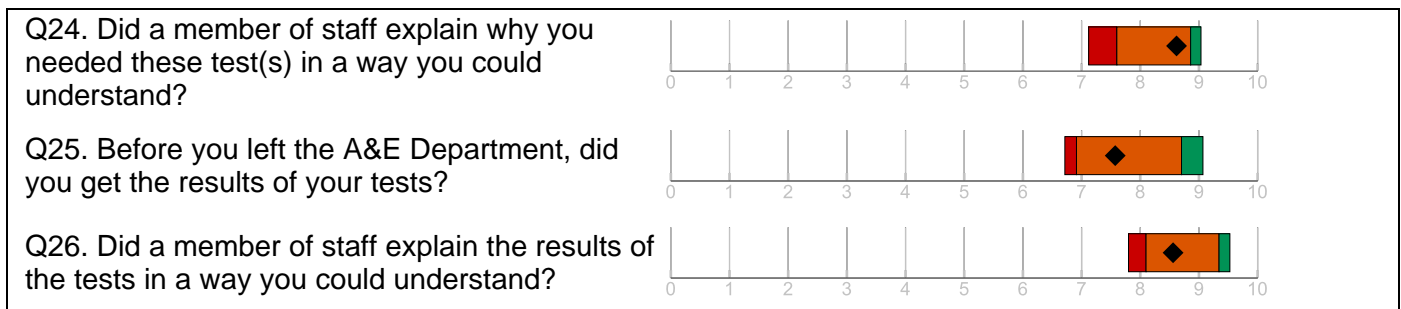 Q24. Did a member of staff explain why you
needed these test(s) in a way you could
understand?
0 1 2 3 4 5 6 7 8 9 10
Q25. Before you left the A&E Department, did
you get the results of your tests?
0 1 2 3 4 5 6 7 8 9 10
Q26. Did a member of staff explain the results of
the tests in a way you could understand?
0 1 2 3 4 5 6 7 8 9 10